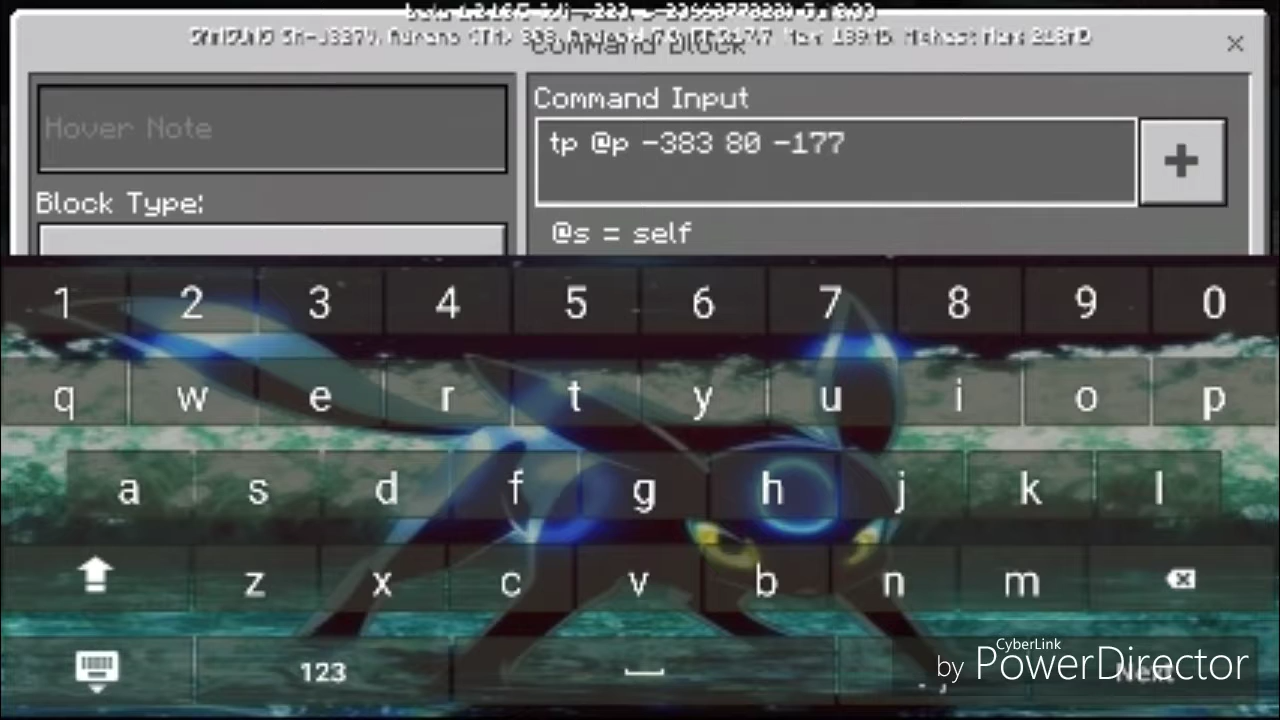 Command Block
Hover Note
Block Type:
Command Input
tp @p -383 80 -177
@s = self
1 2 3 4 5 6 7 8 9 0
q w e r t y u i o p
a s d f g h j k l
z x c v b n m
123
Next
CyberLink
by PowerDirector